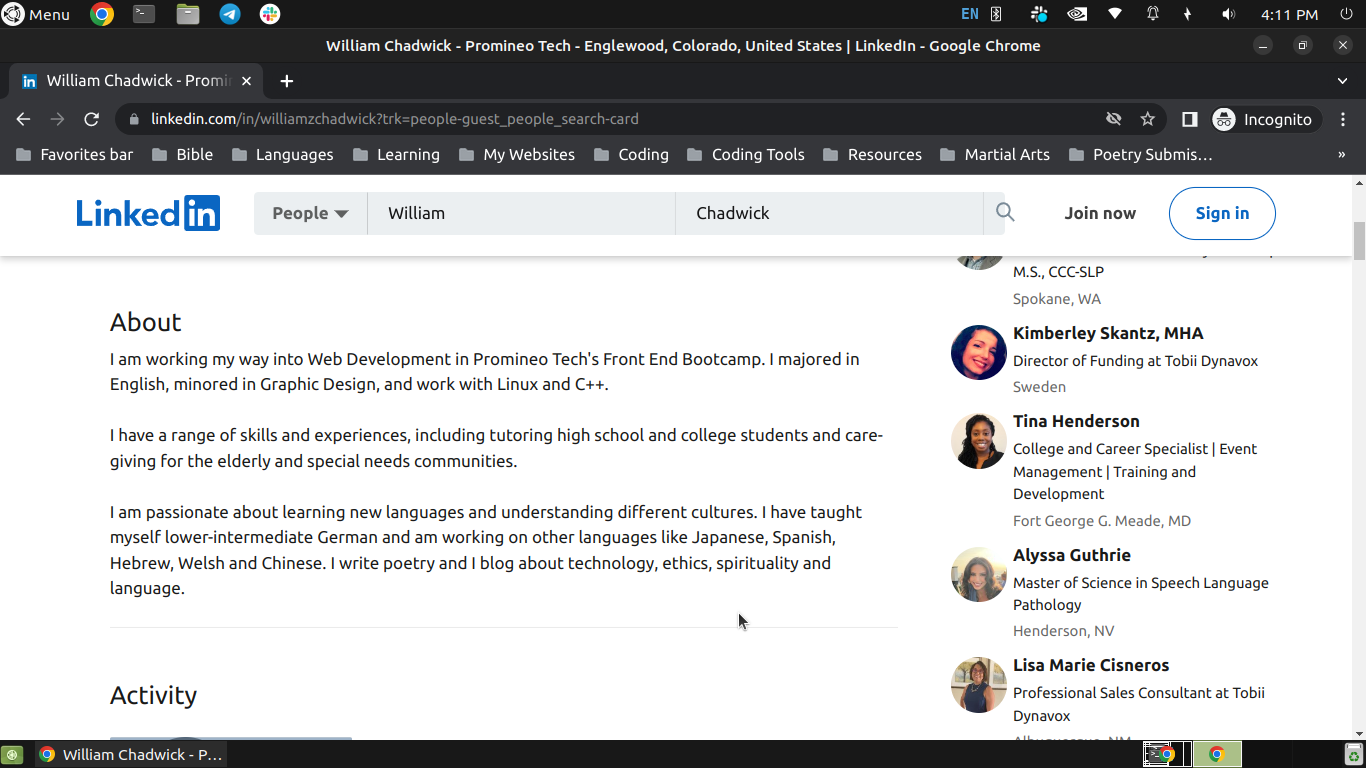 Menu
EN
4:11 PM
William Chadwick - Promineo Tech - Englewood, Colorado, United States | LinkedIn - Google Chrome
William Chadwick - Promi
linkedin.com/in/williamzchadwick?trk=people-guest_people_search-card
Incognito
Favorites bar
Bible
Languages
Learning
My Websites
Coding
Coding Tools
Resources
Martial Arts
Poetry Submis…
»
Linkedin
People
William
Chadwick
Join now
Sign in
About
I am working my way into Web Development in Promineo Tech's Front End Bootcamp. I majored in
English, minored in Graphic Design, and work with Linux and C++.
I have a range of skills and experiences, including tutoring high school and college students and care-
giving for the elderly and special needs communities.
I am passionate about learning new languages and understanding different cultures. I have taught
myself lower-intermediate German and am working on other languages like Japanese, Spanish,
Hebrew, Welsh and Chinese. I write poetry and I blog about technology, ethics, spirituality and
language.
Activity
M.S., CCC-SLP
Spokane, WA
Kimberley Skantz, MHA
Director of Funding at Tobii Dynavox
Sweden
Tina Henderson
College and Career Specialist | Event
Management | Training and
Development
Fort George G. Meade, MD
Alyssa Guthrie
Master of Science in Speech Language
Pathology
Henderson, NV
Lisa Marie Cisneros
Professional Sales Consultant at Tobii
Dynavox
Albuquerque, NM
William Chadwick - P…